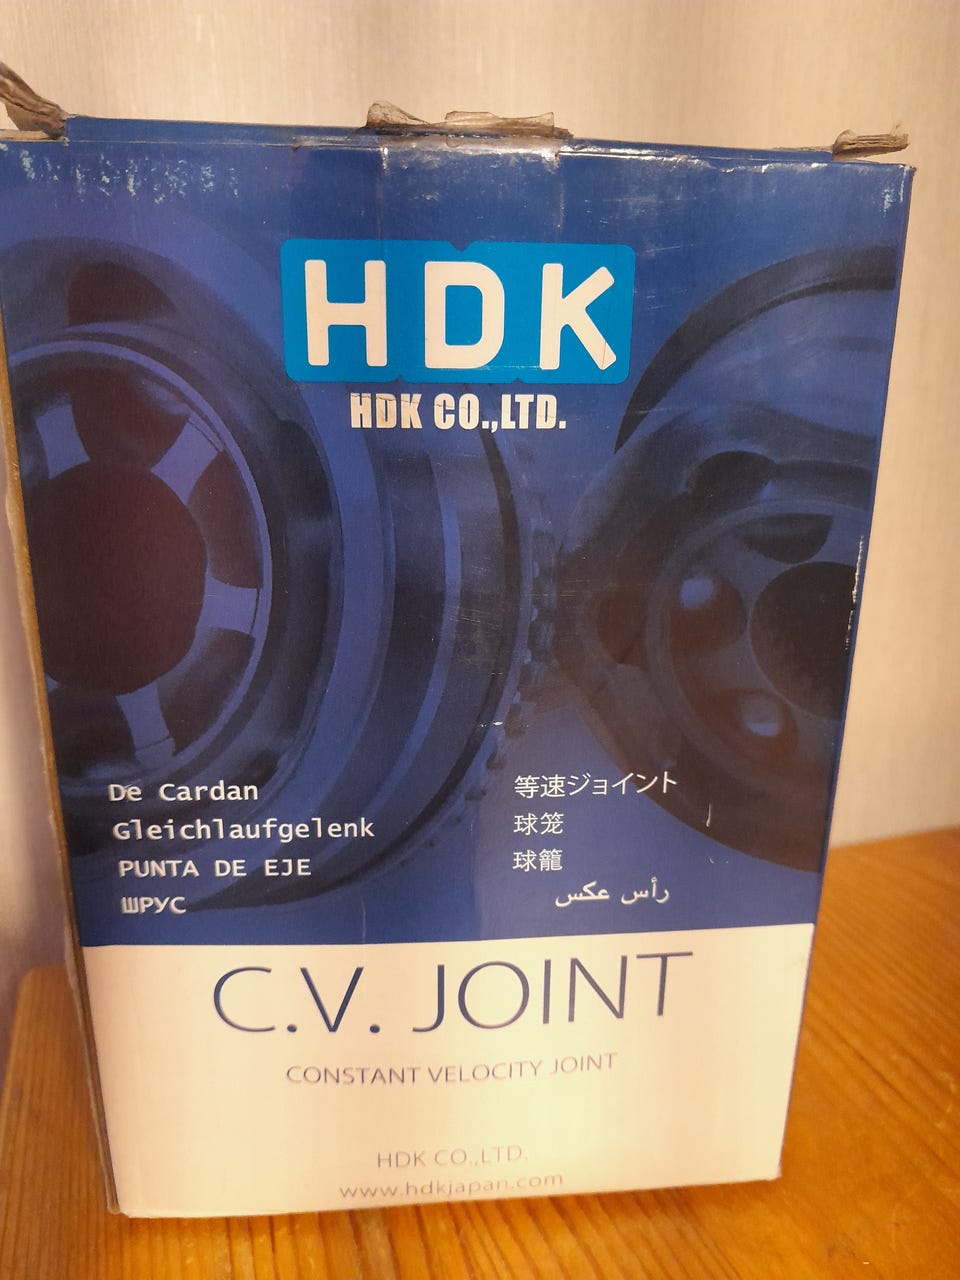 HDK
HDK CO.,LTD.
De Cardan
Gleichlaufgelenk
PUNTA DE EJE
ШРУС
等速ジョイント
球笼
球籠
رأس عكس
C.V. JOINT
CONSTANT VELOCITY JOINT
HDK CO.,LTD.
www.hdkjapan.com